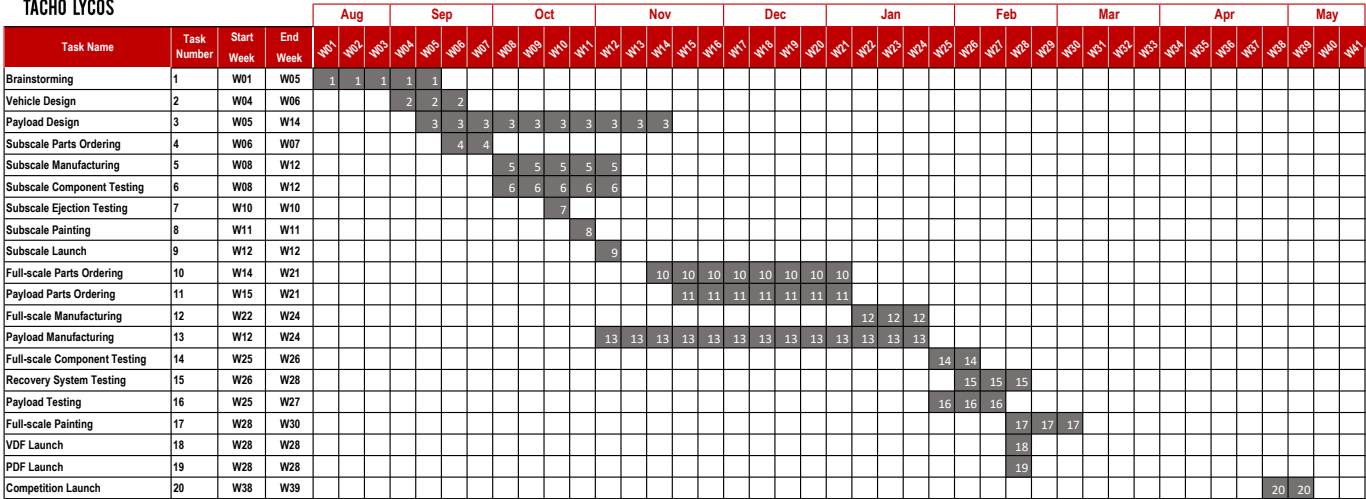 TACHO LYCOS
Aug Sep Oct Nov Dec Jan Feb Mar Apr May
Task Name Task Number Start Week End Week W01 W02 W03 W04 W05 W06 W07 W08 W09 W10 W11 W12 W13 W14 W15 W16 W17 W18 W19 W20 W21 W22 W23 W24 W25 W26 W27 W28 W29 W30 W31 W32 W33 W34 W35 W36 W37 W38 W39 W40 W41
Brainstorming 1 W01 W05 1 1 1 1 1
Vehicle Design 2 W04 W06 2 2 2
Payload Design 3 W05 W14 3 3 3 3 3 3 3 3 3 3
Subscale Parts Ordering 4 W06 W07 4 4
Subscale Manufacturing 5 W08 W12 5 5 5 5 5
Subscale Component Testing 6 W08 W12 6 6 6 6 6
Subscale Ejection Testing 7 W10 W10 7
Subscale Painting 8 W11 W11 8
Subscale Launch 9 W12 W12 9
Full-scale Parts Ordering 10 W14 W21 10 10 10 10 10 10 10 10
Payload Parts Ordering 11 W15 W21 11 11 11 11 11 11 11
Full-scale Manufacturing 12 W22 W24 12 12 12
Payload Manufacturing 13 W12 W24 13 13 13 13 13 13 13 13 13 13 13 13 13
Full-scale Component Testing 14 W25 W26 14 14
Recovery System Testing 15 W26 W28 15 15 15
Payload Testing 16 W25 W27 16 16 16
Full-scale Painting 17 W28 W30 17 17 17
VDF Launch 18 W28 W28 18
PDF Launch 19 W28 W28 19
Competition Launch 20 W38 W39 20 20